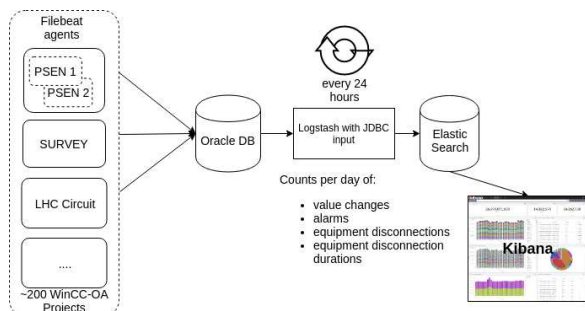 Filebeat
agents
PSEN 1
PSEN 2
SURVEY
LHC Circuit
....
~200 WinCC-OA
Projects
Oracle DB
every 24
hours
Logstash with JDBC
input
Elastic
Search
Counts per day of:
• value changes
• alarms
• equipment disconnections
• equipment disconnection
durations
Kibana